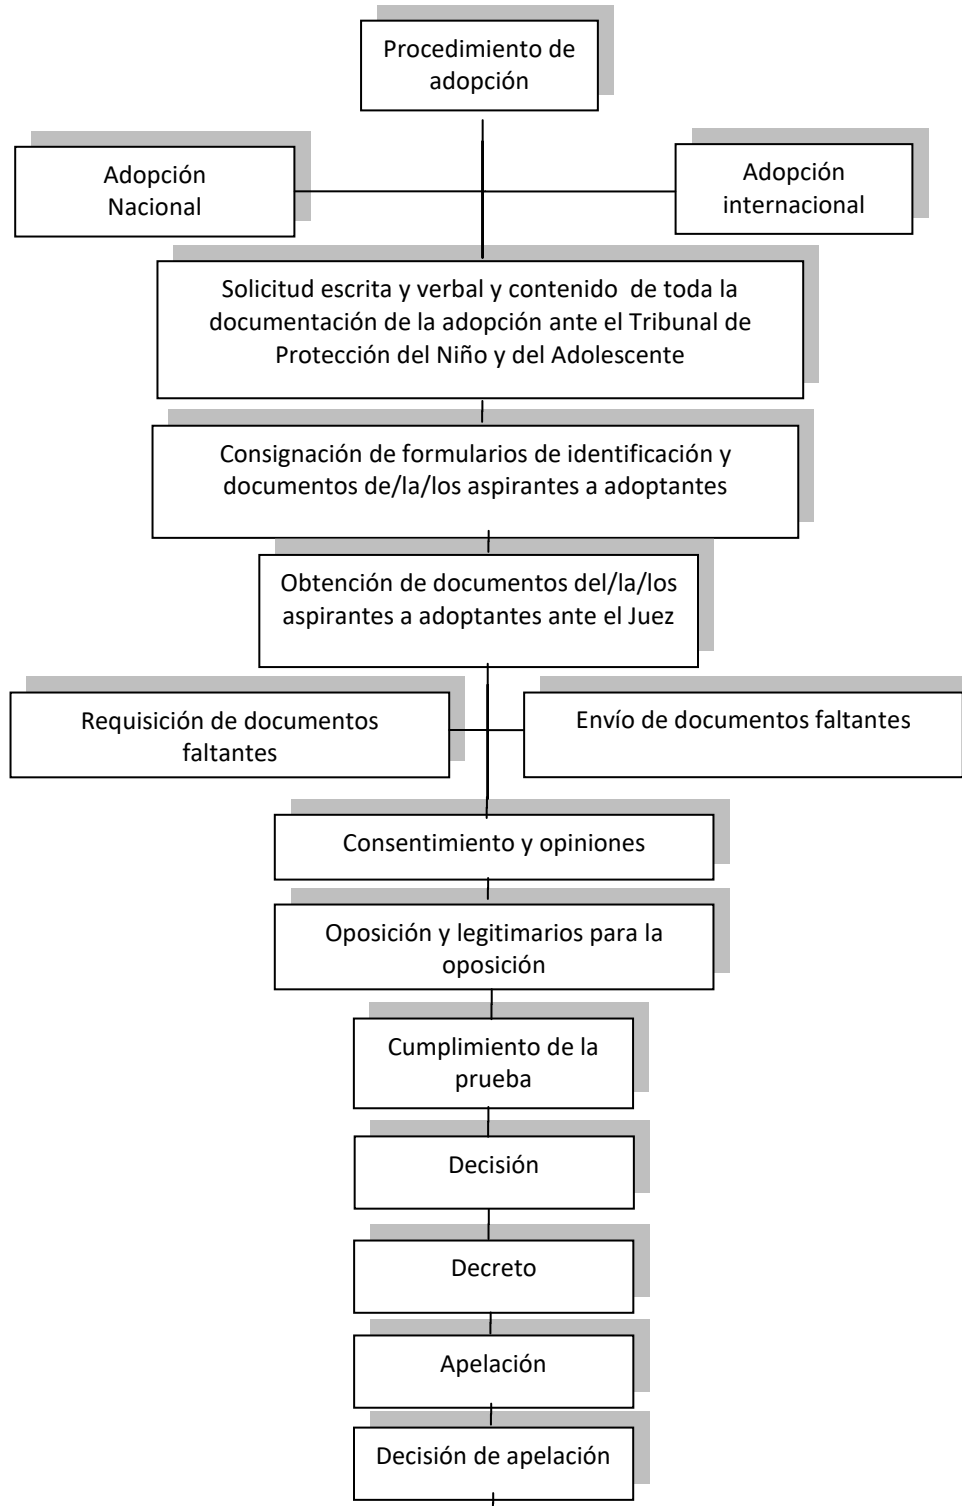 Procedimiento de
adopción
Adopción
Nacional
Adopción
internacional
Solicitud escrita y verbal y contenido  de toda la
documentación de la adopción ante el Tribunal de
Protección del Niño y del Adolescente
Consignación de formularios de identificación y
documentos de/la/los aspirantes a adoptantes
Obtención de documentos del/la/los
aspirantes a adoptantes ante el Juez
Requisición de documentos
faltantes
Envío de documentos faltantes
Consentimiento y opiniones
Oposición y legitimarios para la
oposición
Cumplimiento de la
prueba
Decisión
Decreto
Apelación
Decisión de apelación